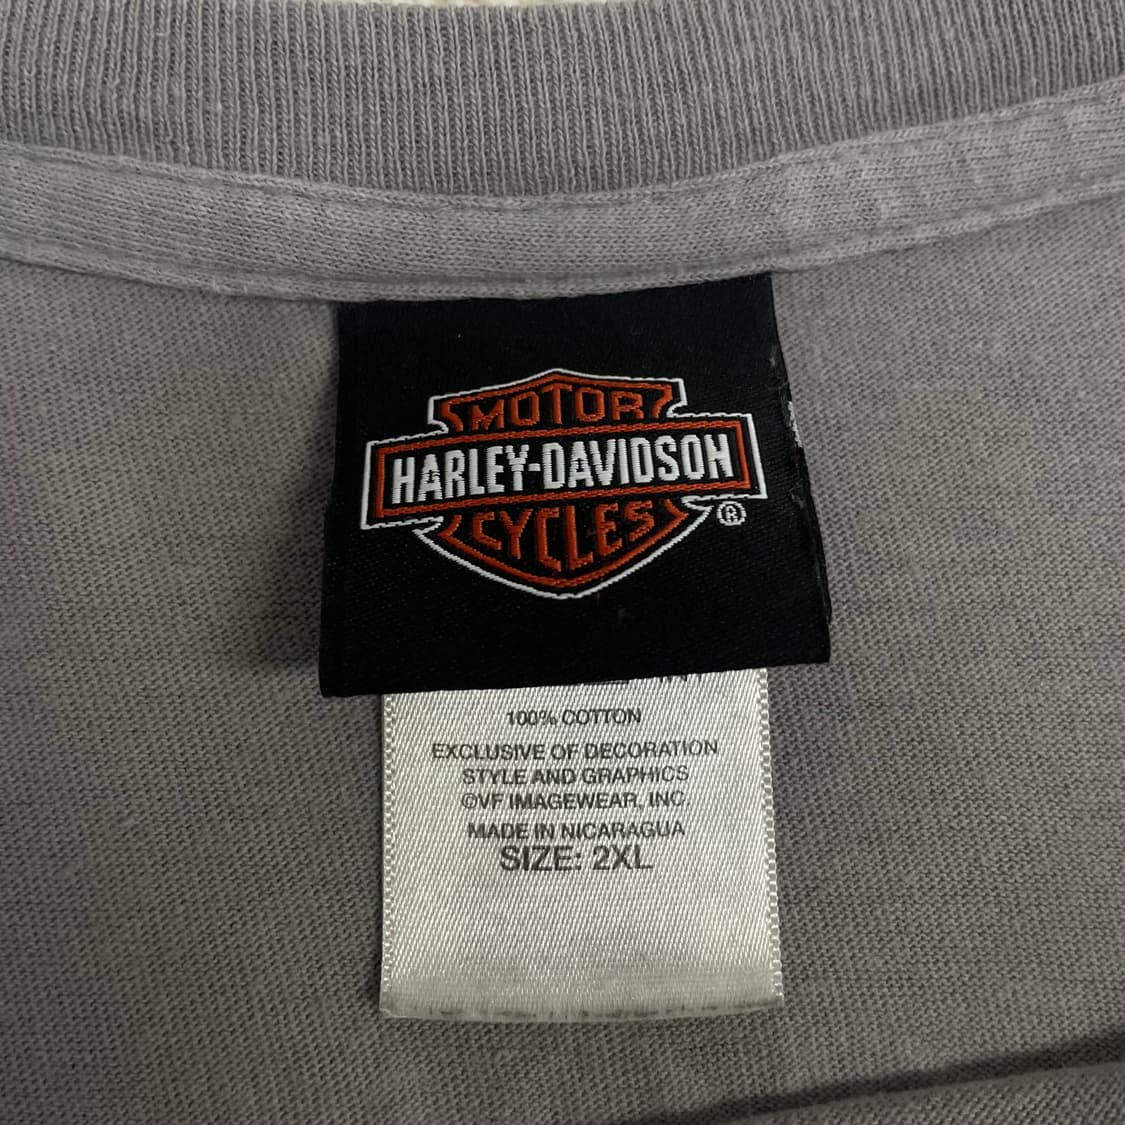 MOTOR
HARLEY-DAVIDSON
CYCLES
®
100% COTTON
EXCLUSIVE OF DECORATION
STYLE AND GRAPHICS
©VF IMAGEWEAR, INC.
MADE IN NICARAGUA
SIZE: 2XL